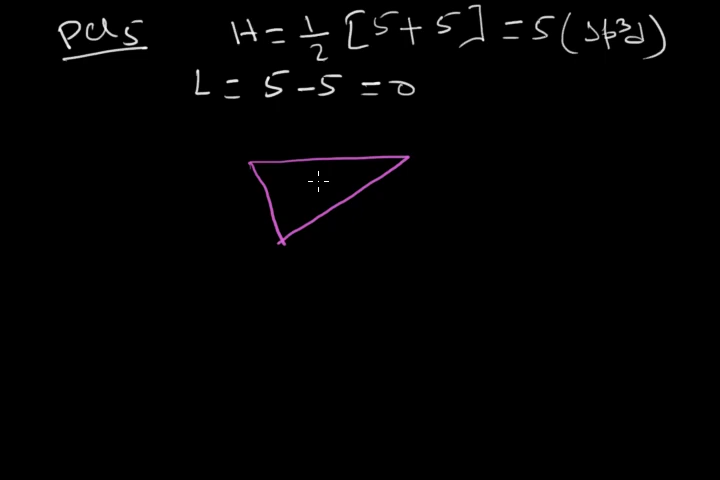 PCl5 H = 1/2 [5 + 5] = 5 (sp³d)
L = 5 - 5 = 0